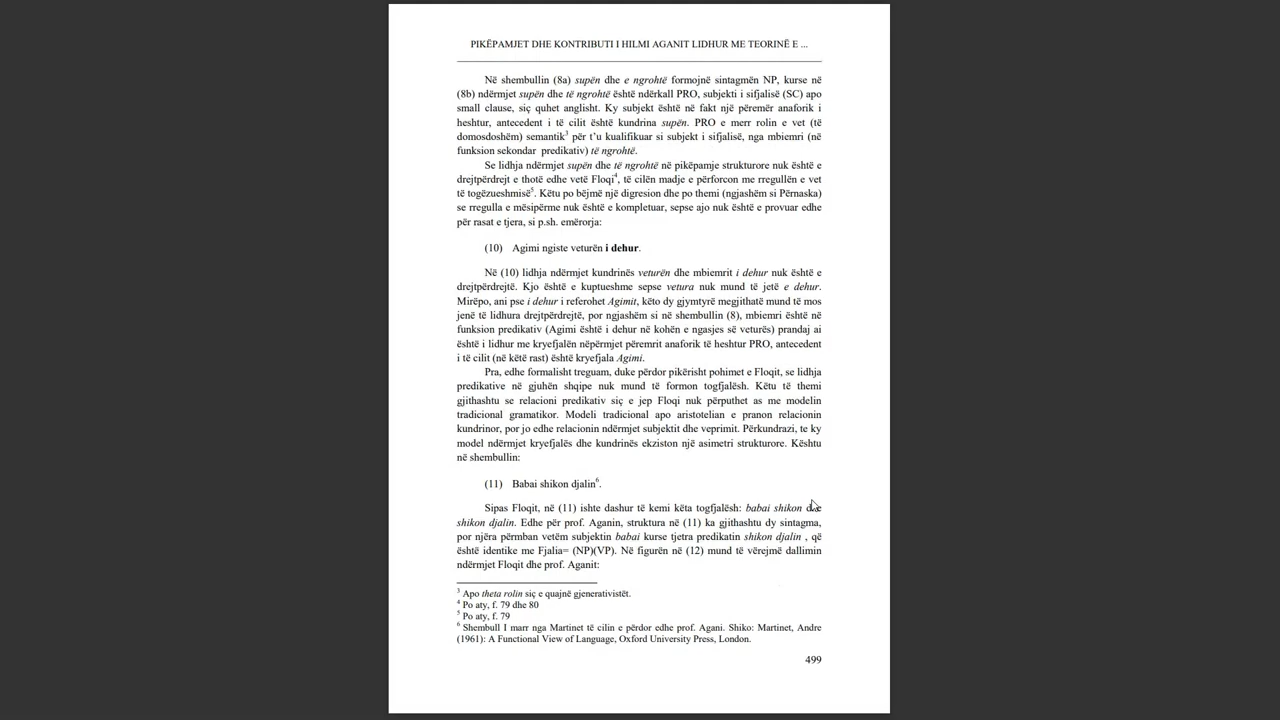 PIKËPAMJET DHE KONTRIBUTI I HILMI AGANIT LIDHUR ME TEORINË E ...
Në shembullin (8a) supën dhe e ngrohtë formojnë sintagmën NP, kurse në
(8b) ndërmjet supën dhe të ngrohtë është ndërkall PRO, subjekti i sifjalisë (SC) apo
small clause, siç quhet anglisht. Ky subjekt është në fakt një përemër anaforik i
heshtur, antecedent i të cilit është kundrina supën. PRO e merr rolin e vet (të
domosdoshëm) semantik3 për t’u kualifikuar si subjekt i sifjalisë, nga mbiemri (në
funksion sekondar predikativ) të ngrohtë.
Se lidhja ndërmjet supën dhe të ngrohtë në pikëpamje strukturore nuk është e
drejtpërdrejt e thotë edhe vetë Floqi4, të cilën madje e përforcon me rregullën e vet
të togëzueshmisë5. Këtu po bëjmë një digresion dhe po themi (ngjashëm si Përnaska)
se rregulla e mësipërme nuk është e kompletuar, sepse ajo nuk është e provuar edhe
për rasat e tjera, si p.sh. emërorja:
(10) Agimi ngiste veturën i dehur.
Në (10) lidhja ndërmjet kundrinës veturën dhe mbiemrit i dehur nuk është e
drejtpërdrejtë. Kjo është e kuptueshme sepse vetura nuk mund të jetë e dehur.
Mirëpo, ani pse i dehur i referohet Agimit, këto dy gjymtyrë megjithatë mund të mos
jenë të lidhura drejtpërdrejtë, por ngjashëm si në shembullin (8), mbiemri është në
funksion predikativ (Agimi është i dehur në kohën e ngasjes së veturës) prandaj ai
është i lidhur me kryefjalën nëpërmjet përemrit anaforik të heshtur PRO, antecedent
i të cilit (në këtë rast) është kryefjala Agimi.
Pra, edhe formalisht treguam, duke përdor pikërisht pohimet e Floqit, se lidhja
predikative në gjuhën shqipe nuk mund të formon togfjalësh. Këtu të themi
gjithashtu se relacioni predikativ siç e jep Floqi nuk përputhet as me modelin
tradicional gramatikor. Modeli tradicional apo aristotelian e pranon relacionin
kundrinor, por jo edhe relacionin ndërmjet subjektit dhe veprimit. Përkundrazi, te ky
model ndërmjet kryefjalës dhe kundrinës ekziston një asimetri strukturore. Kështu
në shembullin:
(11) Babai shikon djalin6.
Sipas Floqit, në (11) ishte dashur të kemi këta togfjalësh: babai shikon dhe
shikon djalin. Edhe për prof. Aganin, struktura në (11) ka gjithashtu dy sintagma,
por njëra përmban vetëm subjektin babai kurse tjetra predikatin shikon djalin , që
është identike me Fjalia= (NP)(VP). Në figurën në (12) mund të vërejmë dallimin
ndërmjet Floqit dhe prof. Aganit:
3 Apo theta rolin siç e quajnë gjenerativistët.
4 Po aty, f. 79 dhe 80
5 Po aty, f. 79
6 Shembull I marr nga Martinet të cilin e përdor edhe prof. Agani. Shiko: Martinet, Andre
(1961): A Functional View of Language, Oxford University Press, London.
499